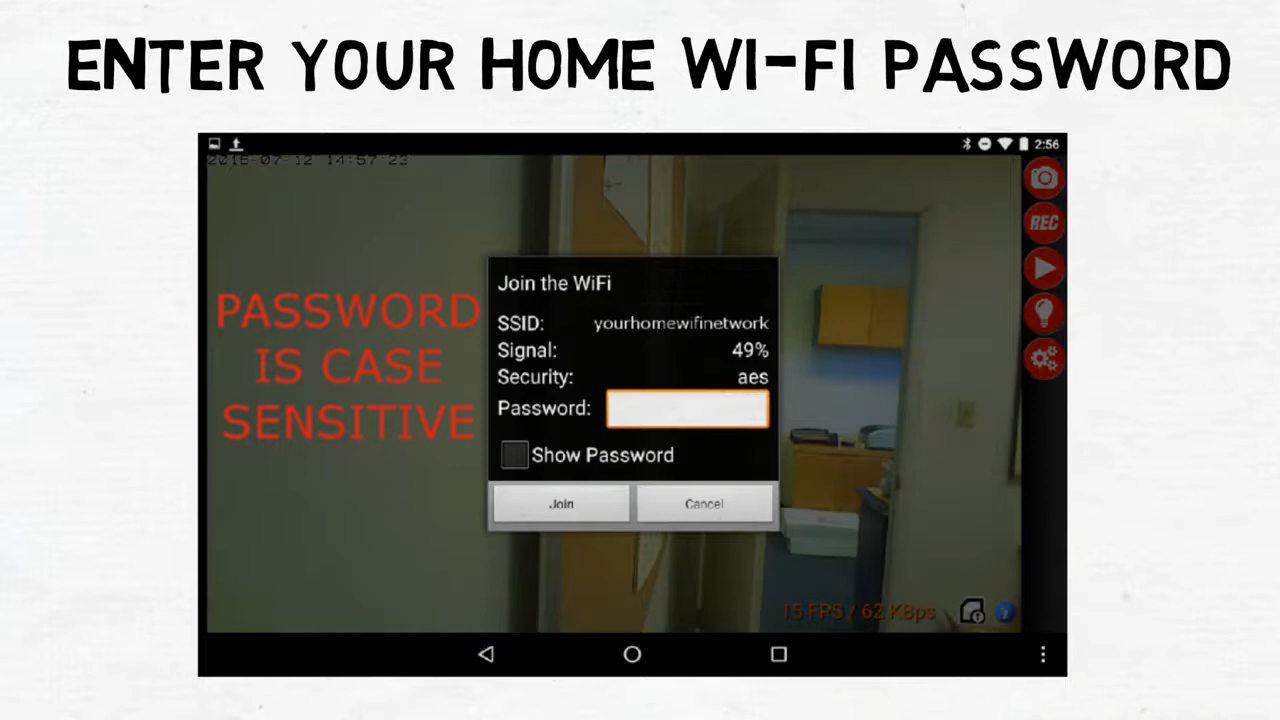 ENTER YOUR HOME WI-FI PASSWORD
2:56
2016-07-12 14:57:23
REC
PASSWORD
IS CASE
SENSITIVE
Join the WiFi
SSID: yourhomewifinetwork
Signal: 49%
Security: aes
Password:
Show Password
Join Cancel
15 FPS / 62 KBps